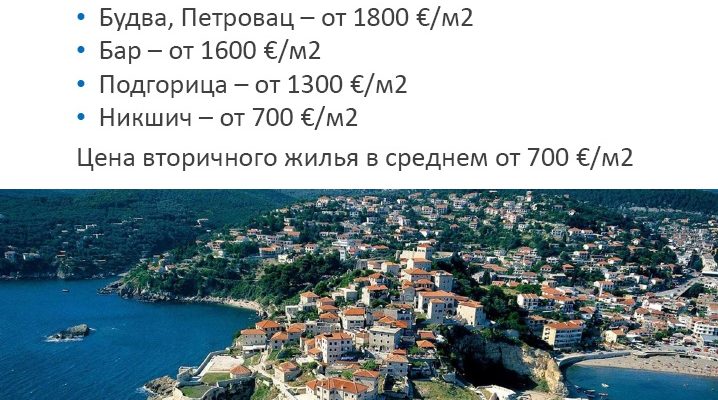 • Будва, Петровац – от 1800 €/м2
• Бар – от 1600 €/м2
• Подгорица – от 1300 €/м2
• Никшич – от 700 €/м2
Цена вторичного жилья в среднем от 700 €/м2